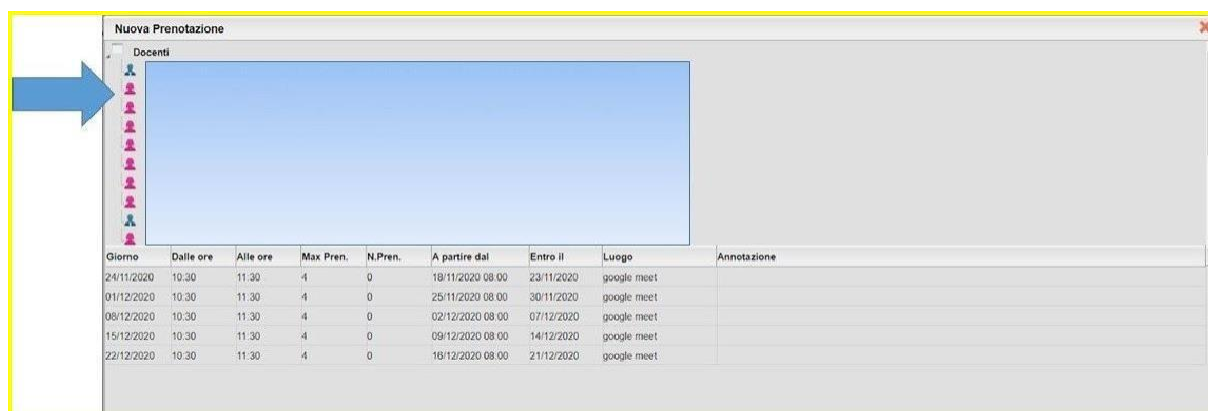 Nuova Prenotazione
Docenti
Giorno Dalle ore Alle ore Max Pren. N.Pren. A partire dal Entro il Luogo Annotazione
24/11/2020 10:30 11:30 4 0 18/11/2020 08:00 23/11/2020 google meet
01/12/2020 10:30 11:30 4 0 25/11/2020 08:00 30/11/2020 google meet
08/12/2020 10:30 11:30 4 0 02/12/2020 08:00 07/12/2020 google meet
15/12/2020 10:30 11:30 4 0 09/12/2020 08:00 14/12/2020 google meet
22/12/2020 10:30 11:30 4 0 16/12/2020 08:00 21/12/2020 google meet